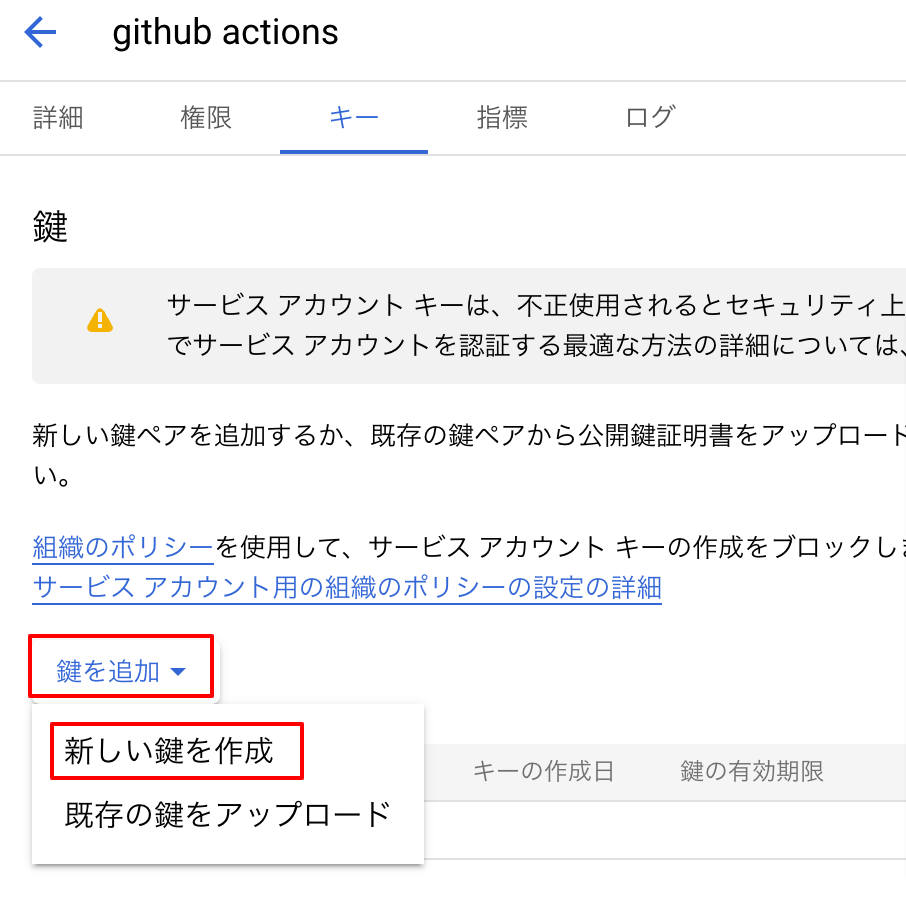 github actions
詳細 権限 キー 指標 ログ
鍵
サービス アカウント キーは、不正使用されるとセキュリティ上
でサービス アカウントを認証する最適な方法の詳細については、
新しい鍵ペアを追加するか、既存の鍵ペアから公開鍵証明書をアップロード
い。
組織のポリシーを使用して、サービス アカウント キーの作成をブロックし
サービス アカウント用の組織のポリシーの設定の詳細
鍵を追加
新しい鍵を作成
キーの作成日 鍵の有効期限
既存の鍵をアップロード